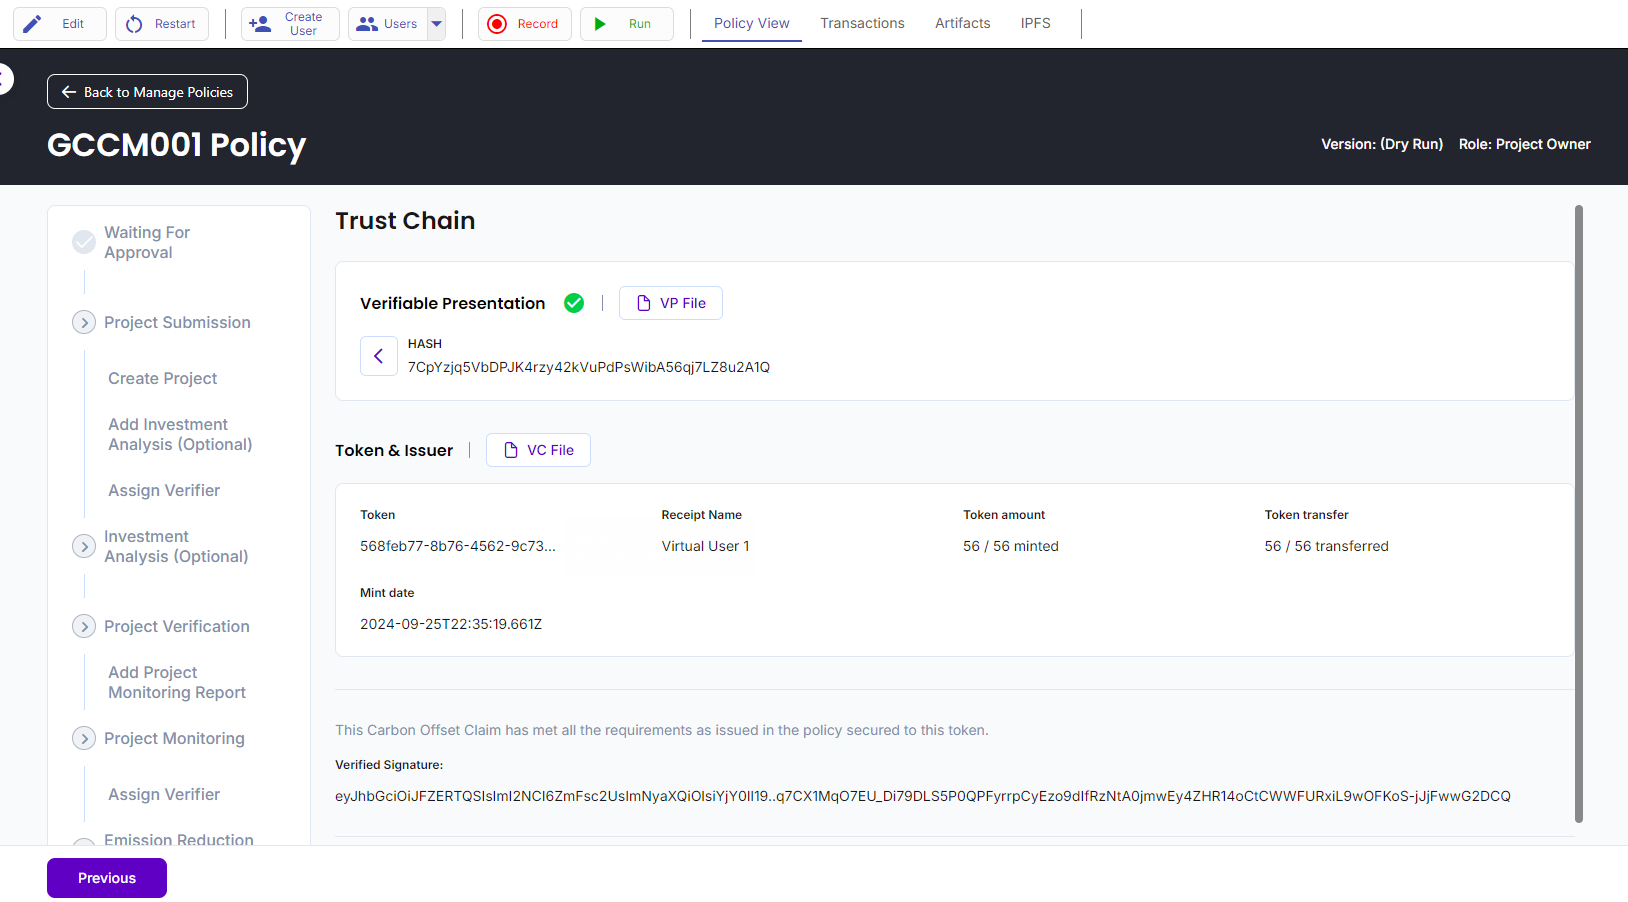 Edit
Restart
Create
User
Users
Record
Run
Policy View
Transactions
Artifacts
IPFS
Back to Manage Policies
GCCM001 Policy
Version: (Dry Run)
Role: Project Owner
Waiting For
Approval
Project Submission
Create Project
Add Investment
Analysis (Optional)
Assign Verifier
Investment
Analysis (Optional)
Project Verification
Add Project
Monitoring Report
Project Monitoring
Assign Verifier
Emission Reduction
Trust Chain
Verifiable Presentation
VP File
HASH
7CpYzjq5VbDPJK4rzy42kVuPdPsWibA56qj7LZ8u2A1Q
Token & Issuer
VC File
Token
Receipt Name
Token amount
Token transfer
568feb77-8b76-4562-9c73...
Virtual User 1
56 / 56 minted
56 / 56 transferred
Mint date
2024-09-25T22:35:19.661Z
This Carbon Offset Claim has met all the requirements as issued in the policy secured to this token.
Verified Signature:
eyJhbGciOiJFZERTQSIsImI2NCI6ZmFsc2UsImNyaXQiOlsiYjY0Il19..q7CX1MqO7EU_Di79DLS5P0QPFyrrpCyEzo9dIfRzNtA0jmwEy4ZHR14oCtCWWFURxiL9wOFKoS-jJjFwwG2DCQ
Previous